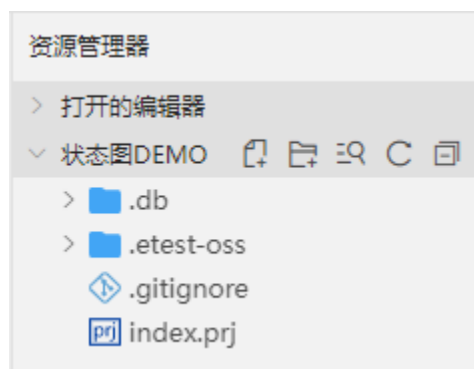 资源管理器
打开的编辑器
状态图DEMO
.db
.etest-oss
.gitignore
prj index.prj